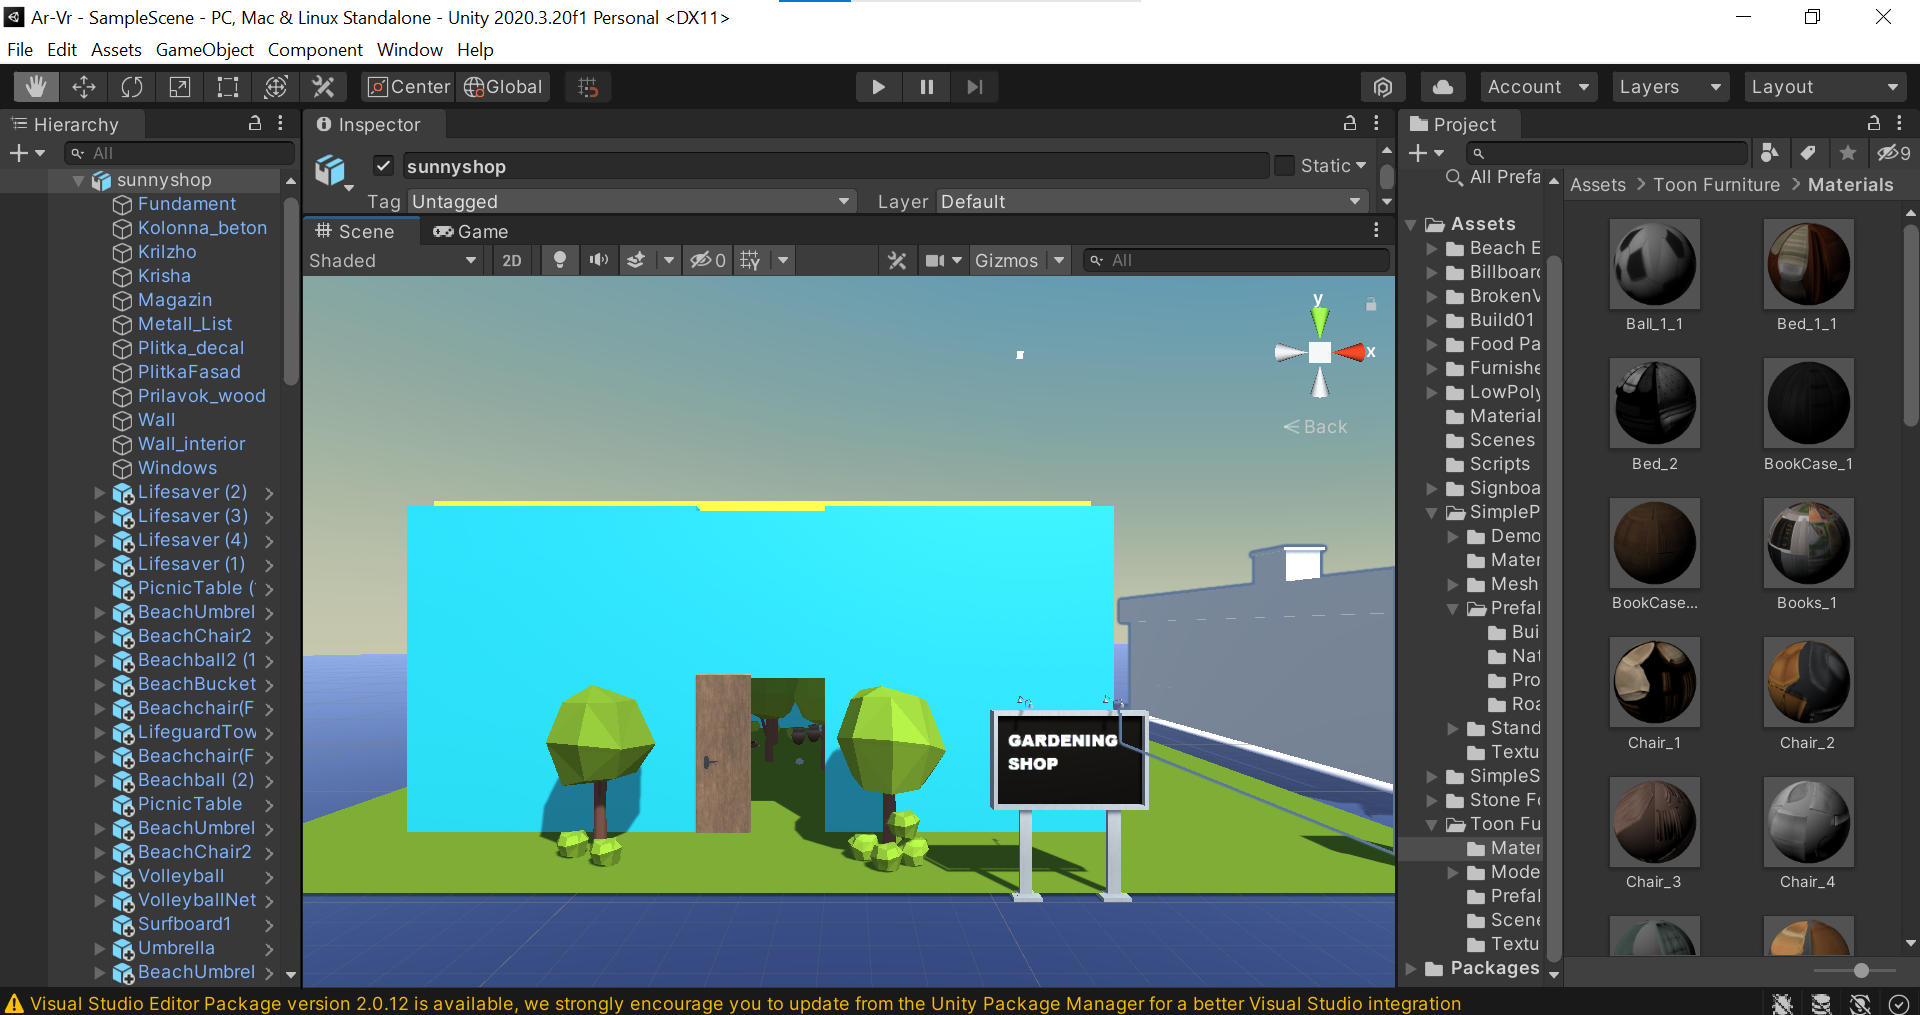 Ar-Vr - SampleScene - PC, Mac & Linux Standalone - Unity 2020.3.20f1 Personal <DX11>
File Edit Assets GameObject Component Window Help
Center Global Account Layers Layout
Hierarchy
All
sunnyshop
Fundament
Kolonna_beton
Krilzho
Krisha
Magazin
Metall_List
Plitka_decal
PlitkaFasad
Prilavok_wood
Wall
Wall_interior
Windows
Lifesaver (2)
Lifesaver (3)
Lifesaver (4)
Lifesaver (1)
PicnicTable (
BeachUmbrel
BeachChair2
Beachball2 (1
BeachBucket
Beachchair(F
LifeguardTow
Beachchair(F
Beachball (2)
PicnicTable
BeachUmbrel
BeachChair2
Volleyball
VolleyballNet
Surfboard1
Umbrella
BeachUmbrel
Inspector
sunnyshop Static
Tag Untagged Layer Default
Scene Game
Shaded 2D 0 Gizmos All
y
x
Back
GARDENING
SHOP
Project
9
All Prefa
Assets
Beach E
Billboard
BrokenV
Build01
Food Pa
Furnishe
LowPoly
Material
Scenes
Scripts
Signboa
SimpleP
Demo
Mater
Mesh
Prefal
Bui
Nat
Pro
Roa
Stand
Textu
SimpleS
Stone Fo
Toon Fu
Mater
Mode
Prefal
Scene
Textu
Packages
Assets > Toon Furniture > Materials
Ball_1_1 Bed_1_1
Bed_2 BookCase_1
BookCase... Books_1
Chair_1 Chair_2
Chair_3 Chair_4
Visual Studio Editor Package version 2.0.12 is available, we strongly encourage you to update from the Unity Package Manager for a better Visual Studio integration